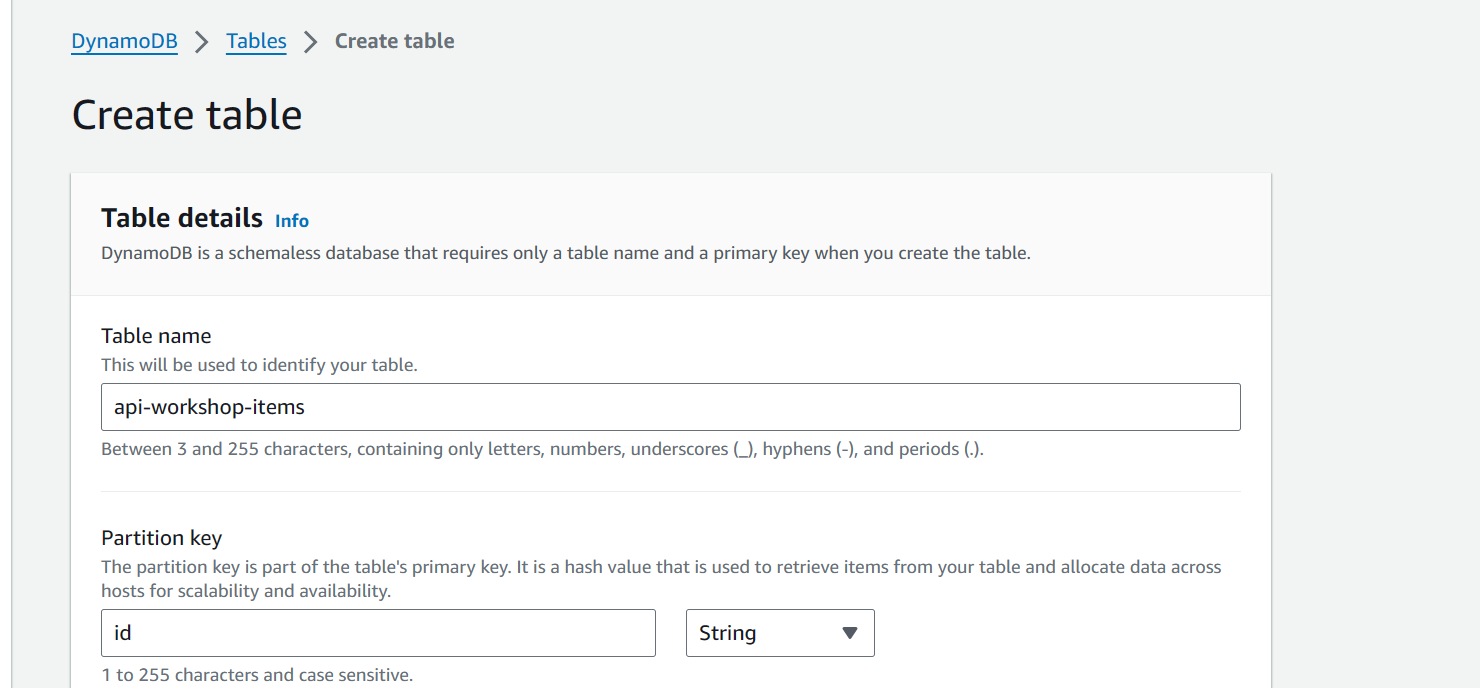 DynamoDB > Tables > Create table
Create table
Table details Info
DynamoDB is a schemaless database that requires only a table name and a primary key when you create the table.
Table name
This will be used to identify your table.
api-workshop-items
Between 3 and 255 characters, containing only letters, numbers, underscores (_), hyphens (-), and periods (.).
Partition key
The partition key is part of the table's primary key. It is a hash value that is used to retrieve items from your table and allocate data across
hosts for scalability and availability.
id String
1 to 255 characters and case sensitive.